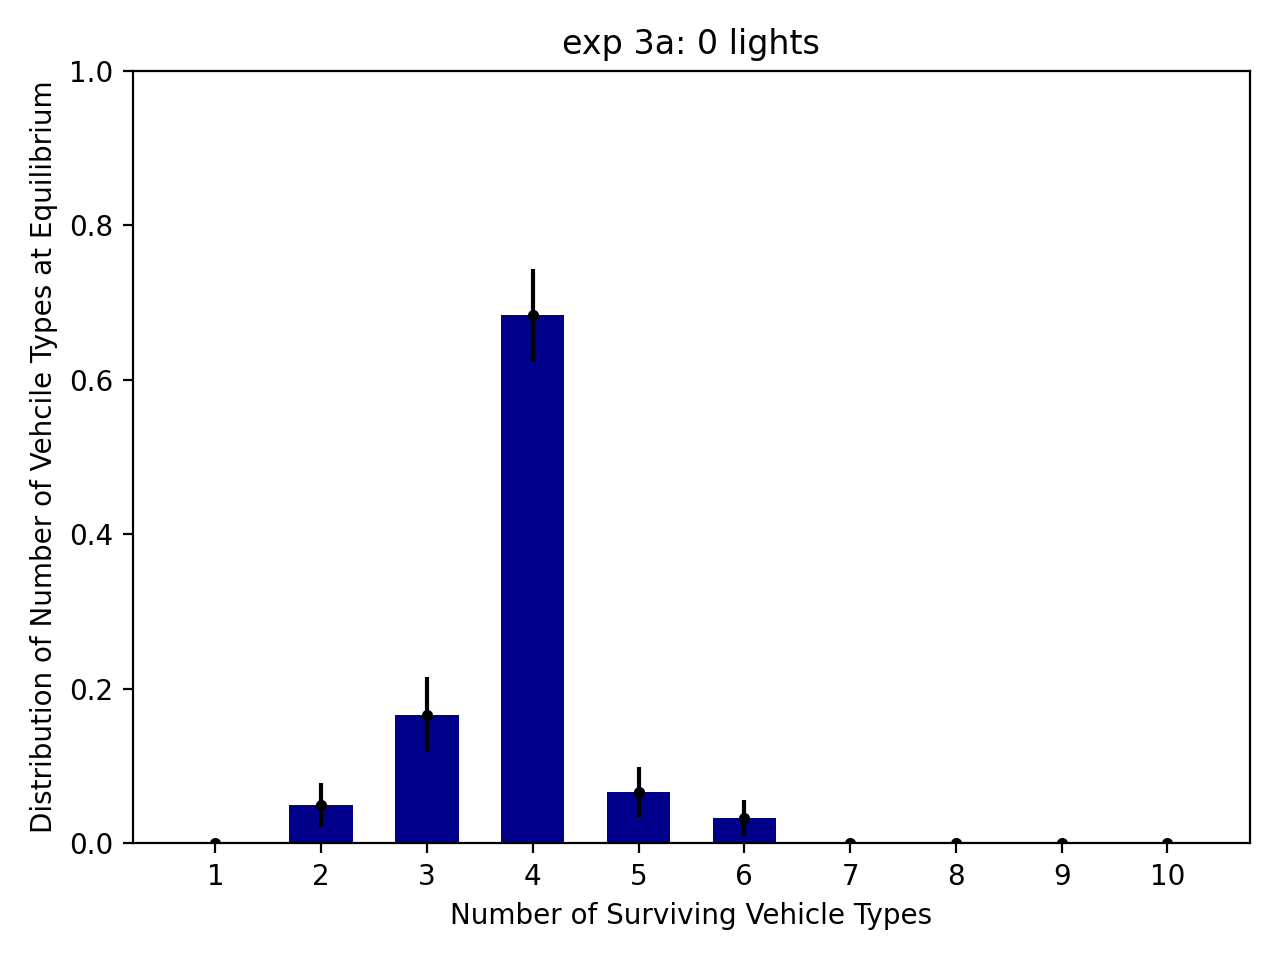 exp 3a: 0 lights
Distribution of Number of Vehcile Types at Equilibrium
1.0
0.8
0.6
0.4
0.2
0.0
1 2 3 4 5 6 7 8 9 10
Number of Surviving Vehicle Types